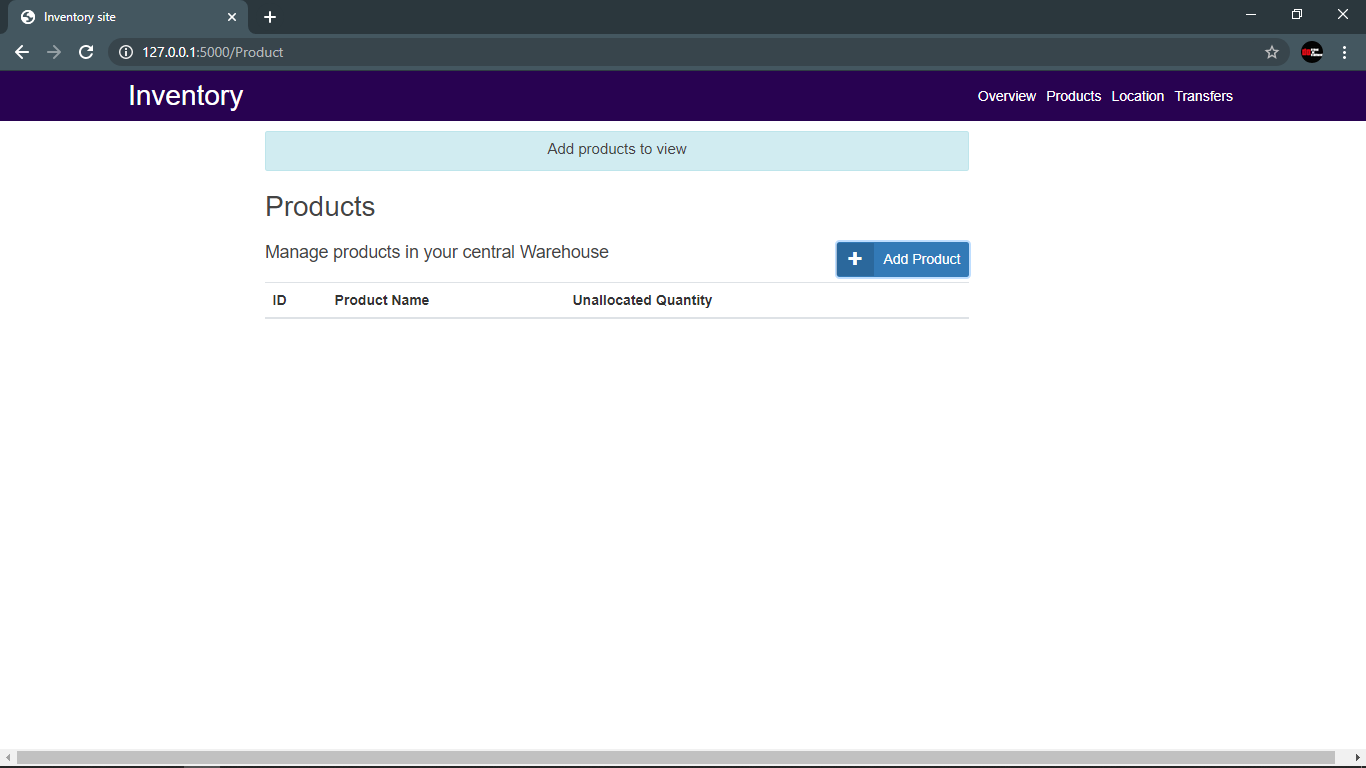 Inventory site
127.0.0.1:5000/Product
Inventory
Overview Products Location Transfers
Add products to view
Products
Manage products in your central Warehouse
Add Product
ID Product Name Unallocated Quantity